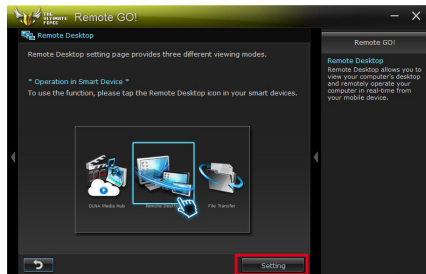 THE ULTIMATE FORCE Remote GO!
Remote Desktop
Remote Desktop setting page provides three different viewing modes.
* Operation in Smart Device *
To use the function, please tap the Remote Desktop icon in your smart devices.
DLNA Media Hub
Remote Desktop
File Transfer
Setting
Remote GO!
Remote Desktop
Remote Desktop allows you to
view your computer's desktop
and remotely operate your
computer in real-time from
your mobile device.